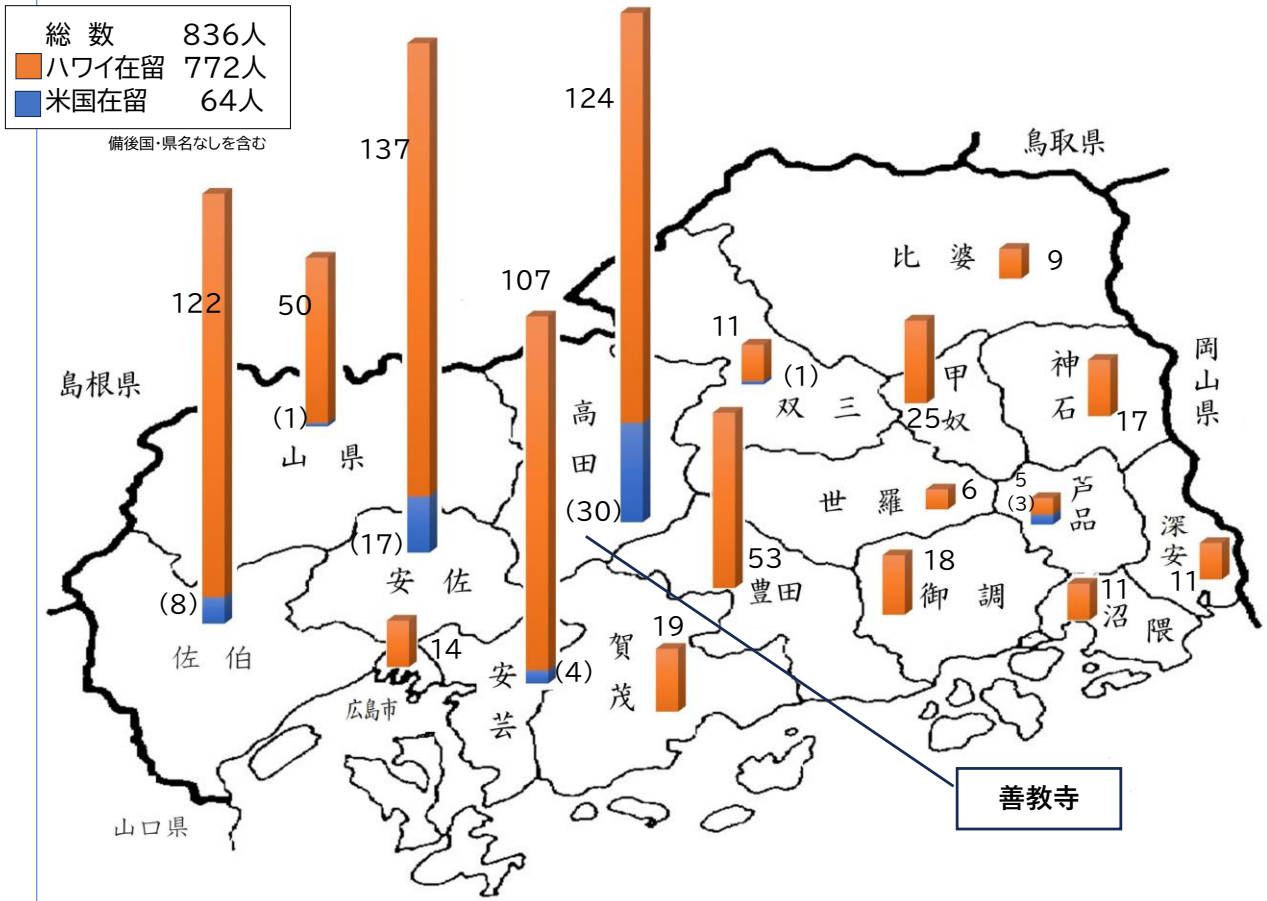 総 数 836人
ハワイ在留 772人
米国在留 64人
備後国・県名なしを含む
124
鳥取県
137
比 婆
9
122
50
107
11
(1)
双 三
甲
奴
25
神
石
17
岡
山
県
島根県
(1)
山 県
高
田
(30)
世 羅
6
5
(3)
芦
品
深
安
11
(17)
安 佐
53
豊田
18
御 調
11
沼 隈
(8)
佐 伯
14
広島市
安
芸
(4)
賀
茂
19
善教寺
山口県